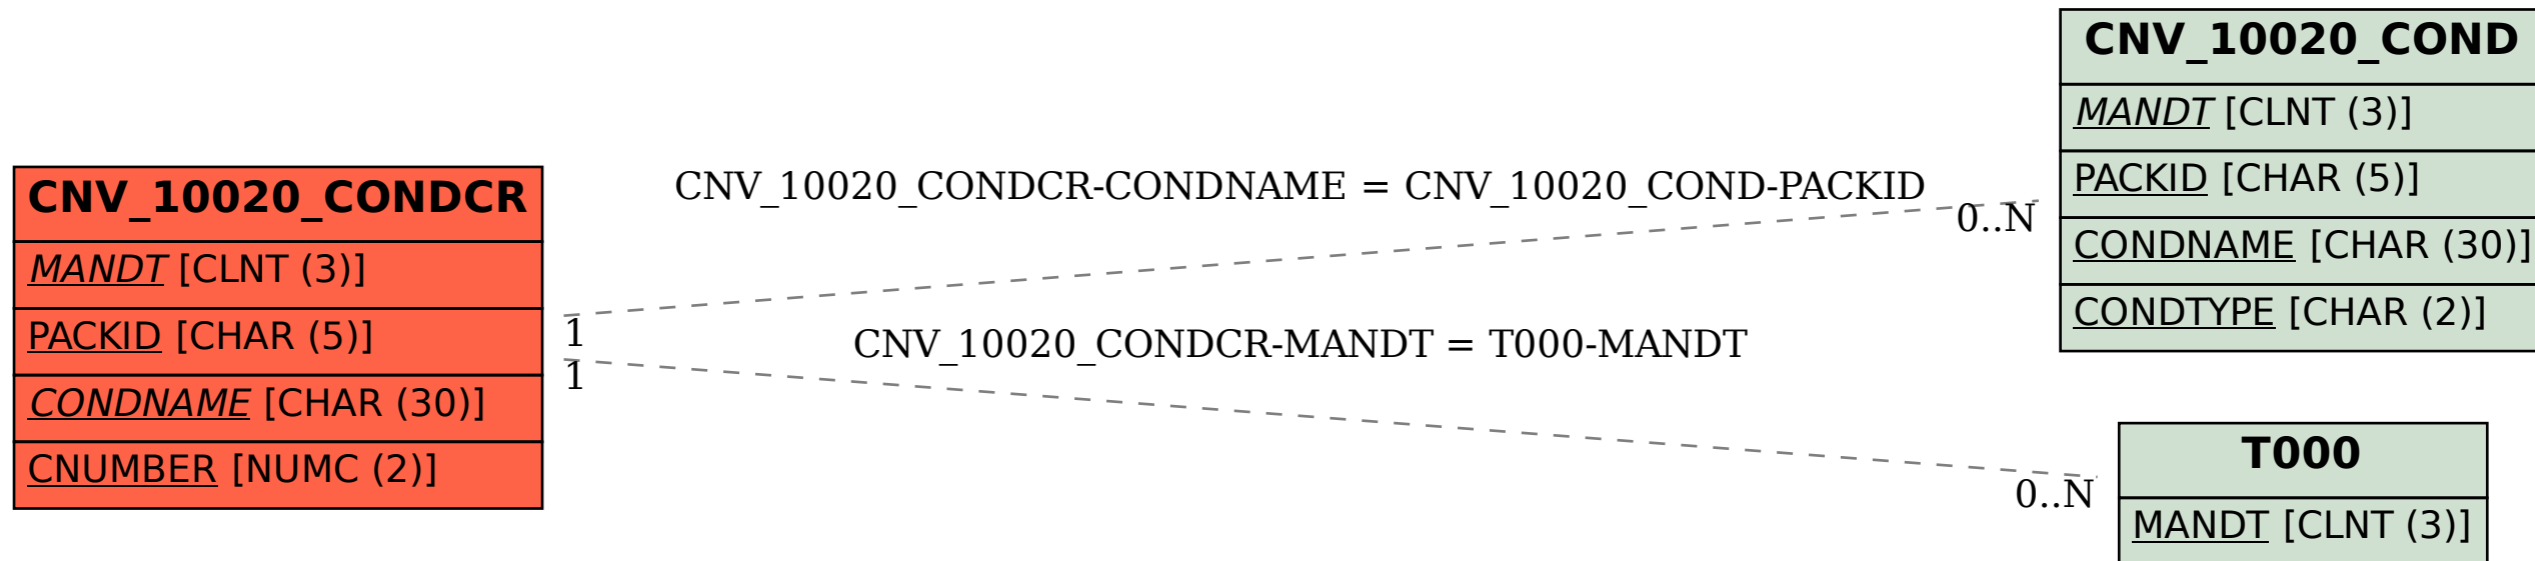 CNV_10020_CONDCR
MANDT [CLNT (3)]
PACKID [CHAR (5)]
CONDNAME [CHAR (30)]
CNUMBER [NUMC (2)]
CNV_10020_CONDCR-CONDNAME = CNV_10020_COND-PACKID
1
0..N
CNV_10020_CONDCR-MANDT = T000-MANDT
1
0..N
CNV_10020_COND
MANDT [CLNT (3)]
PACKID [CHAR (5)]
CONDNAME [CHAR (30)]
CONDTYPE [CHAR (2)]
T000
MANDT [CLNT (3)]